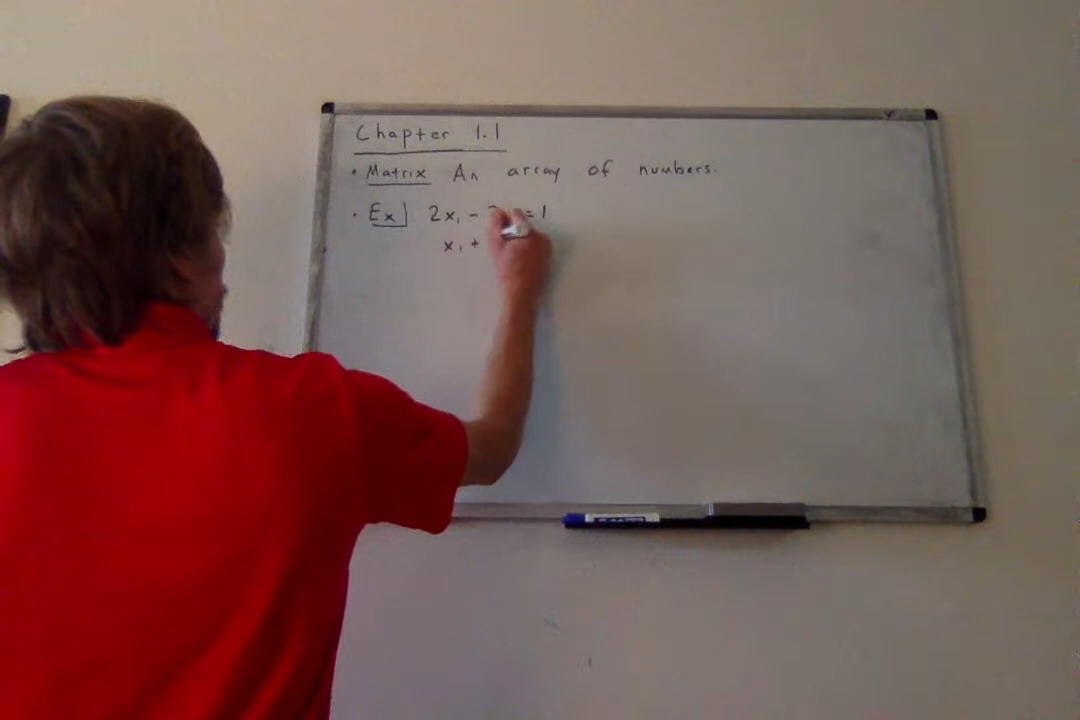 Chapter 1.1
• Matrix An array of numbers.
• Ex] 2x₁ - = 1
x₁ +